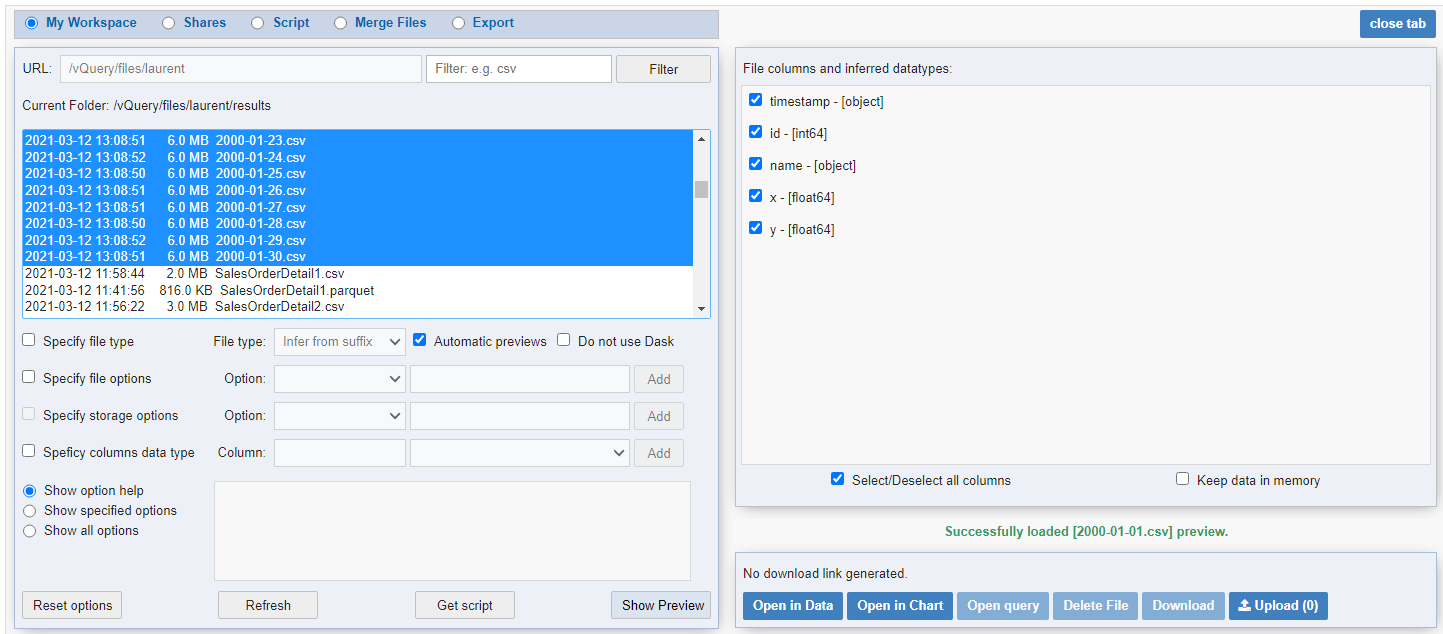 My Workspace Shares Script Merge Files Export
close tab
URL: /vQuery/files/laurent Filter: e.g. csv Filter
Current Folder: /vQuery/files/laurent/results
2021-03-12 13:08:51 6.0 MB 2000-01-23.csv
2021-03-12 13:08:52 6.0 MB 2000-01-24.csv
2021-03-12 13:08:50 6.0 MB 2000-01-25.csv
2021-03-12 13:08:51 6.0 MB 2000-01-26.csv
2021-03-12 13:08:51 6.0 MB 2000-01-27.csv
2021-03-12 13:08:50 6.0 MB 2000-01-28.csv
2021-03-12 13:08:52 6.0 MB 2000-01-29.csv
2021-03-12 13:08:51 6.0 MB 2000-01-30.csv
2021-03-12 11:58:44 2.0 MB SalesOrderDetail1.csv
2021-03-12 11:41:56 816.0 KB SalesOrderDetail1.parquet
2021-03-12 11:56:22 3.0 MB SalesOrderDetail2.csv
Specify file type File type: Infer from suffix Automatic previews Do not use Dask
Specify file options Option: Add
Specify storage options Option: Add
Speficy columns data type Column: Add
Show option help
Show specified options
Show all options
Reset options Refresh Get script Show Preview
File columns and inferred datatypes:
timestamp - [object]
id - [int64]
name - [object]
x - [float64]
y - [float64]
Select/Deselect all columns Keep data in memory
Successfully loaded [2000-01-01.csv] preview.
No download link generated.
Open in Data Open in Chart Open query Delete File Download Upload (0)